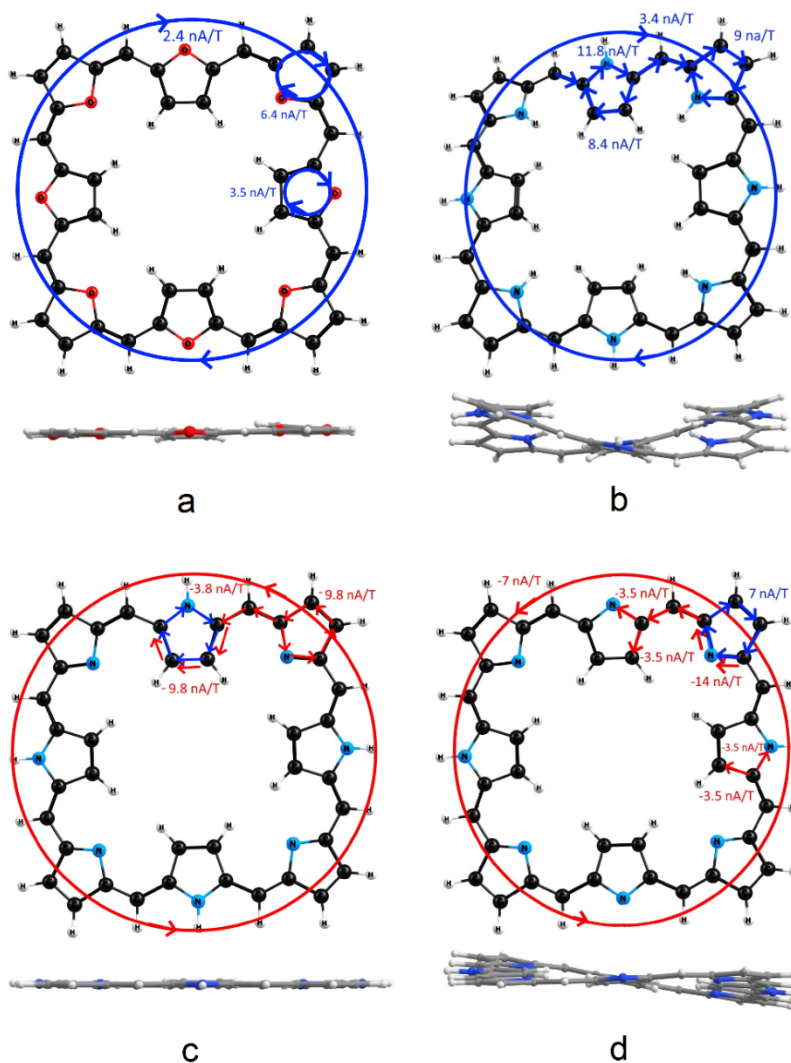 H H H H
2.4 nA/T
H O H
O O
6.4 nA/T
H H H H
3.5 nA/T
O O
H H H H
H H H H
O O
H O H
H H H H
a
3.4 nA/T
9 na/T
11.8 nA/T
H H H H H
H N H
N N
H H
8.4 nA/T
H H
H N N H
H H H H
N N
H N H
H H H H H
b
-3.8 nA/T
-9.8 nA/T
H H H H H
H N H
N N
H H
-9.8 nA/T
H H
H N N H
H H H H
N N
H N H
H H H H H
c
-7 nA/T
-3.5 nA/T
7 nA/T
H H H H
H N H
N N
-3.5 nA/T
-14 nA/T
H H
-3.5 nA/T
H N N
-3.5 nA/T
H H H H
N N
H N H
H H H H
d